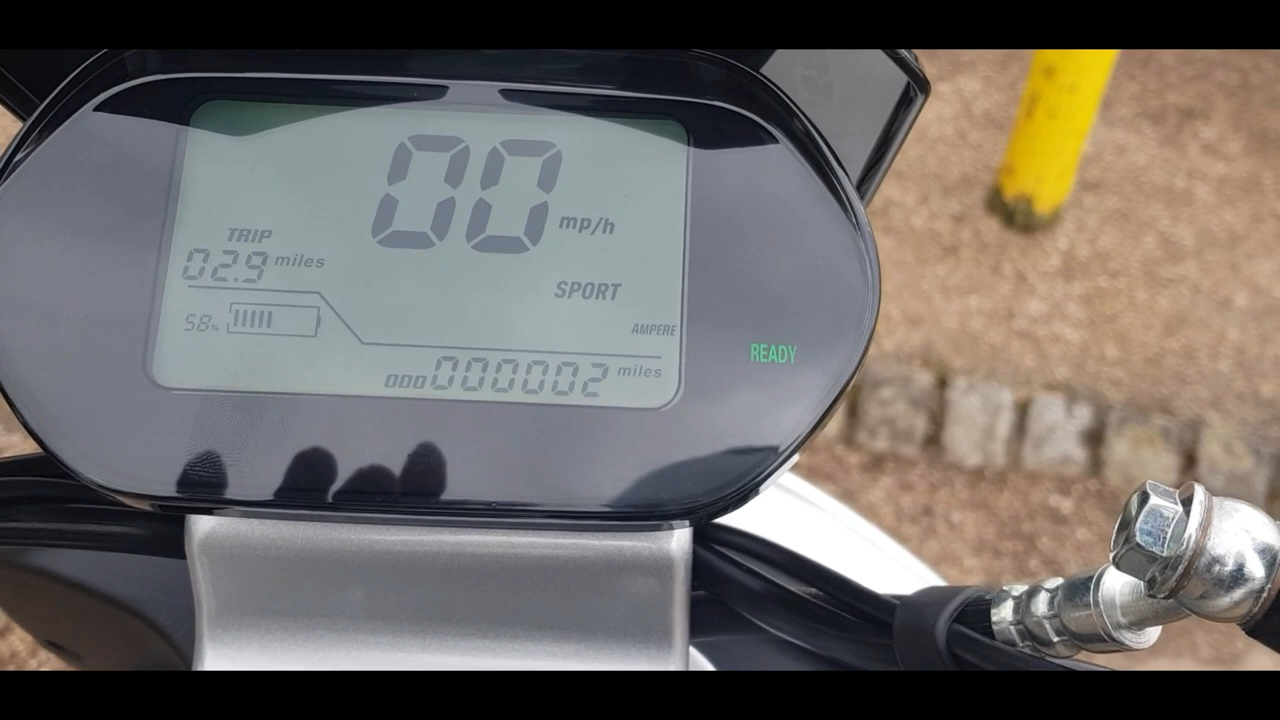 00 mp/h
TRIP
02.9 miles
SPORT
58%
AMPERE
READY
ODO 000002 miles